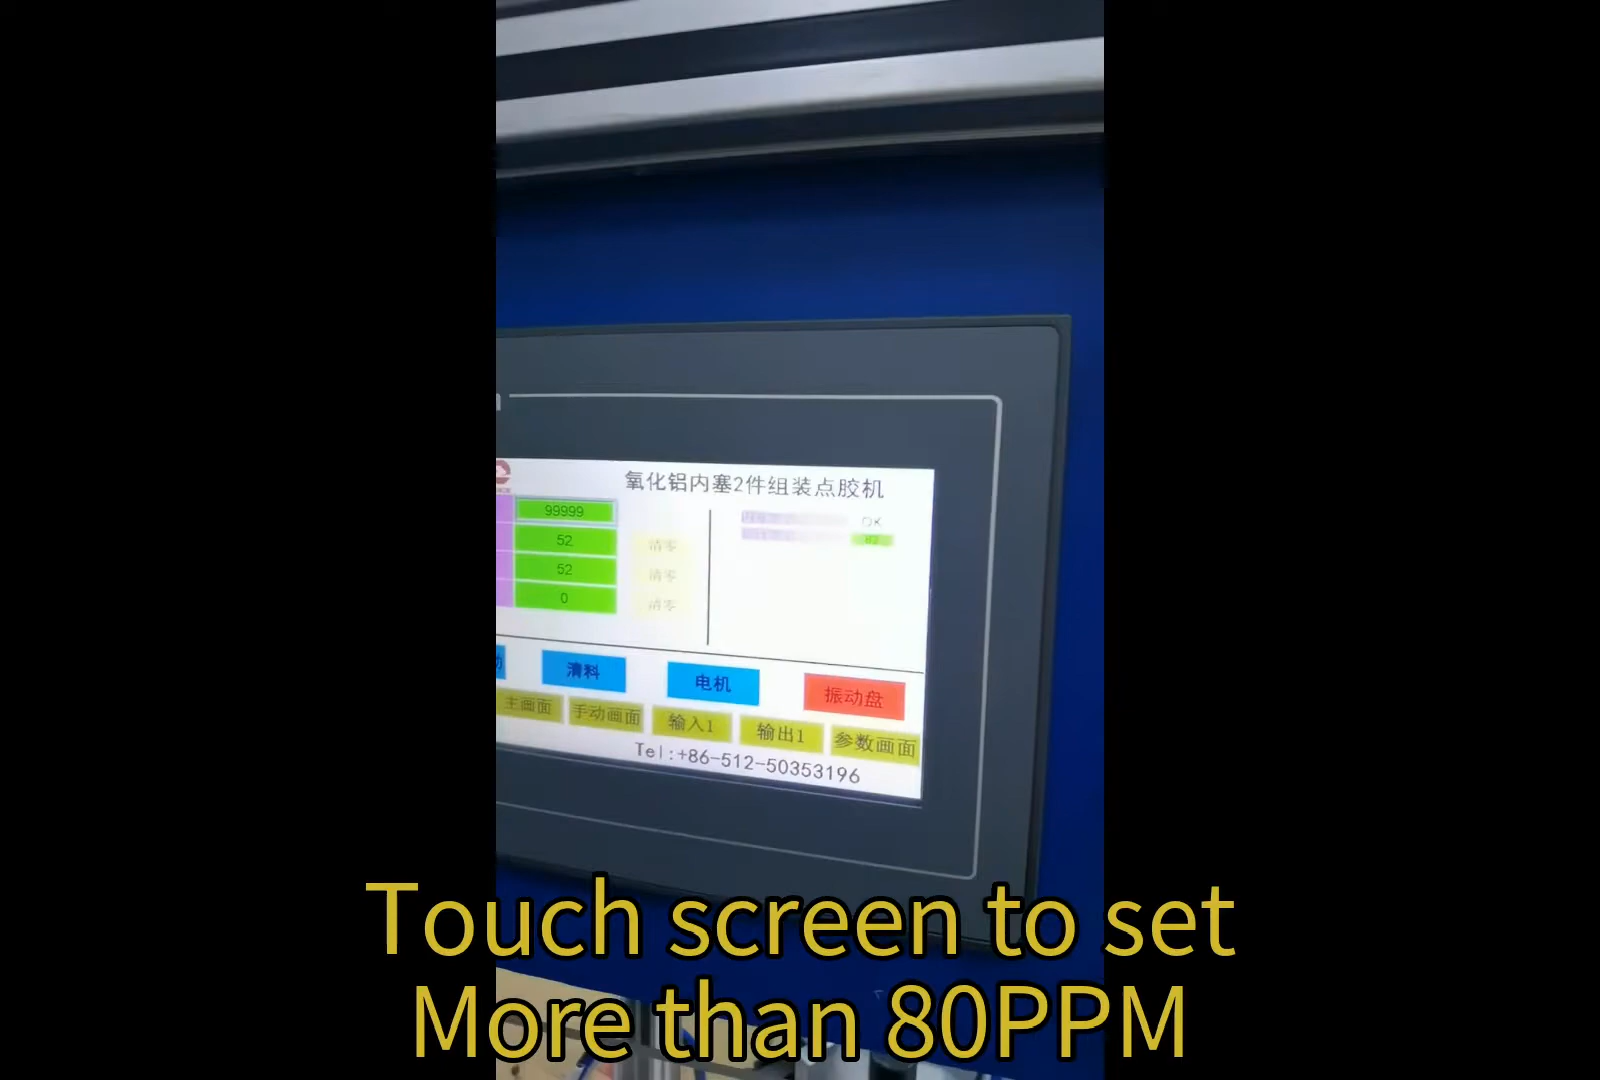 氧化铝内塞2件组装点胶机
99999
OK
52
清零
82
52
清零
0
清零
清料
电机
振动盘
主画面
手动画面
输入1
输出1
参数画面
Tel:+86-512-50353196
Touch screen to set
More than 80PPM